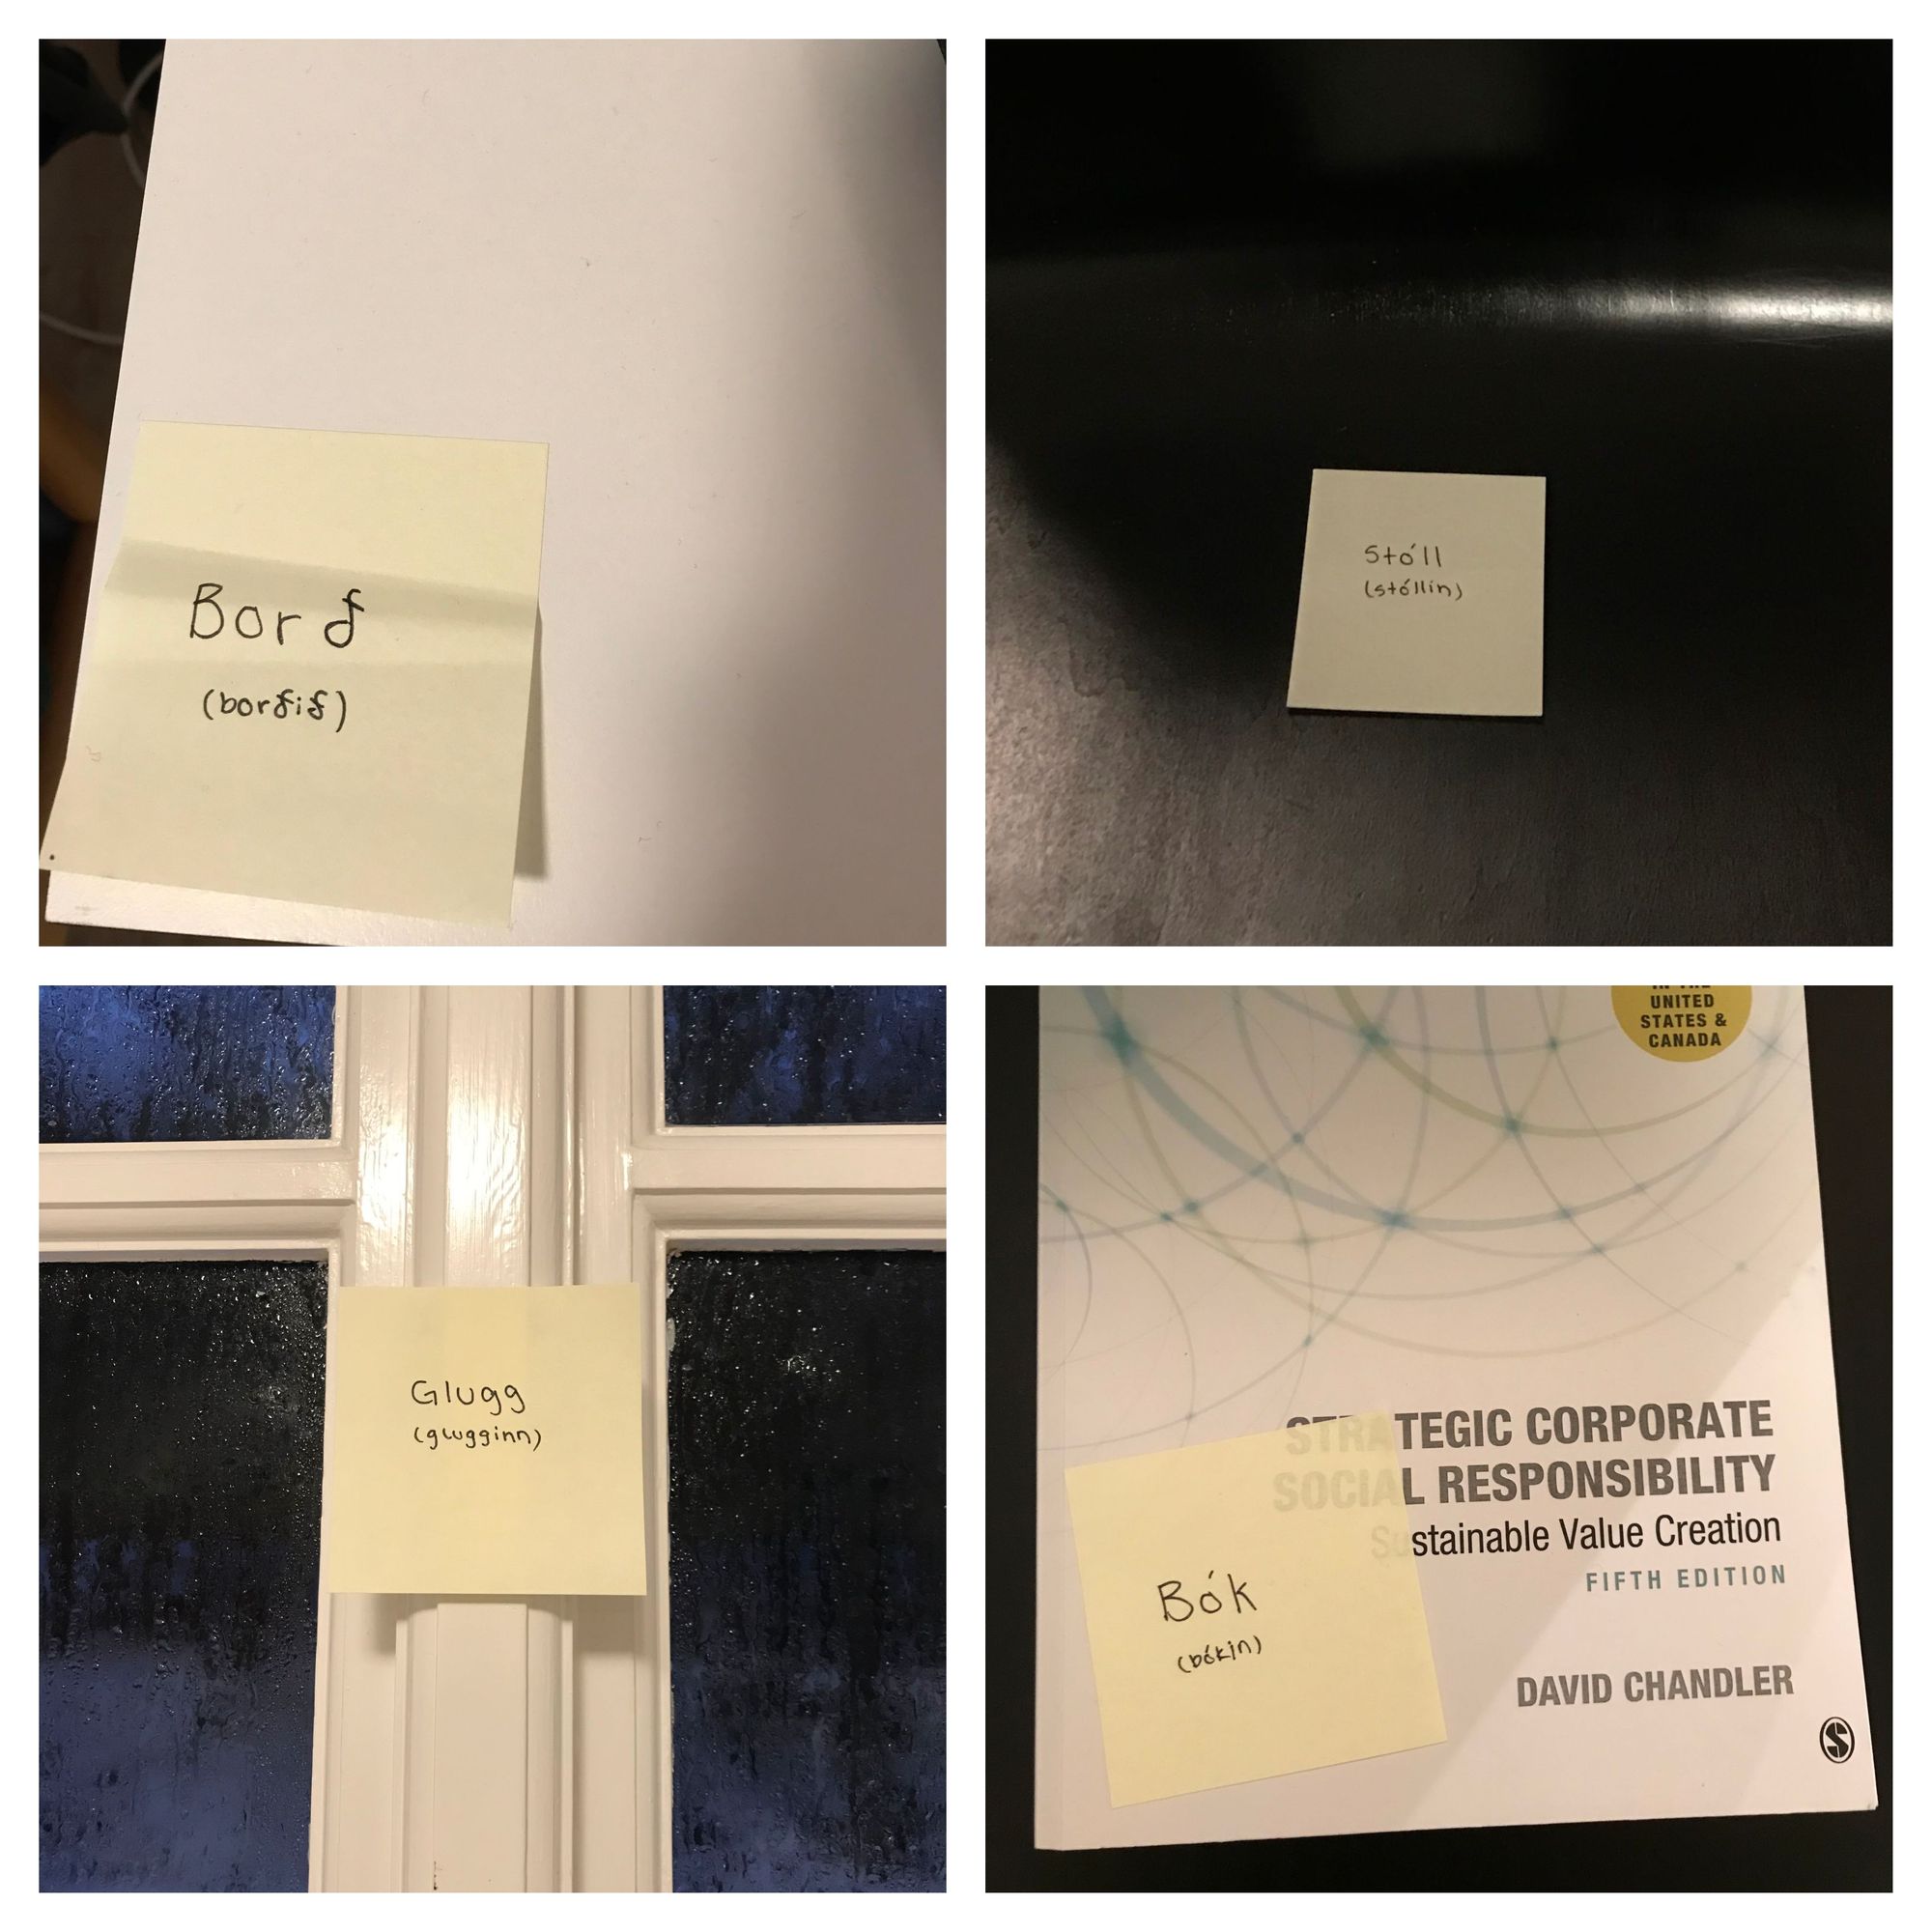 Borð
(borðið)
Stóll
(stóllin)
Glugg
(glugginn)
IN THE
UNITED
STATES &
CANADA
STRATEGIC CORPORATE
SOCIAL RESPONSIBILITY
Sustainable Value Creation
FIFTH EDITION
Bók
(bókin)
DAVID CHANDLER
S